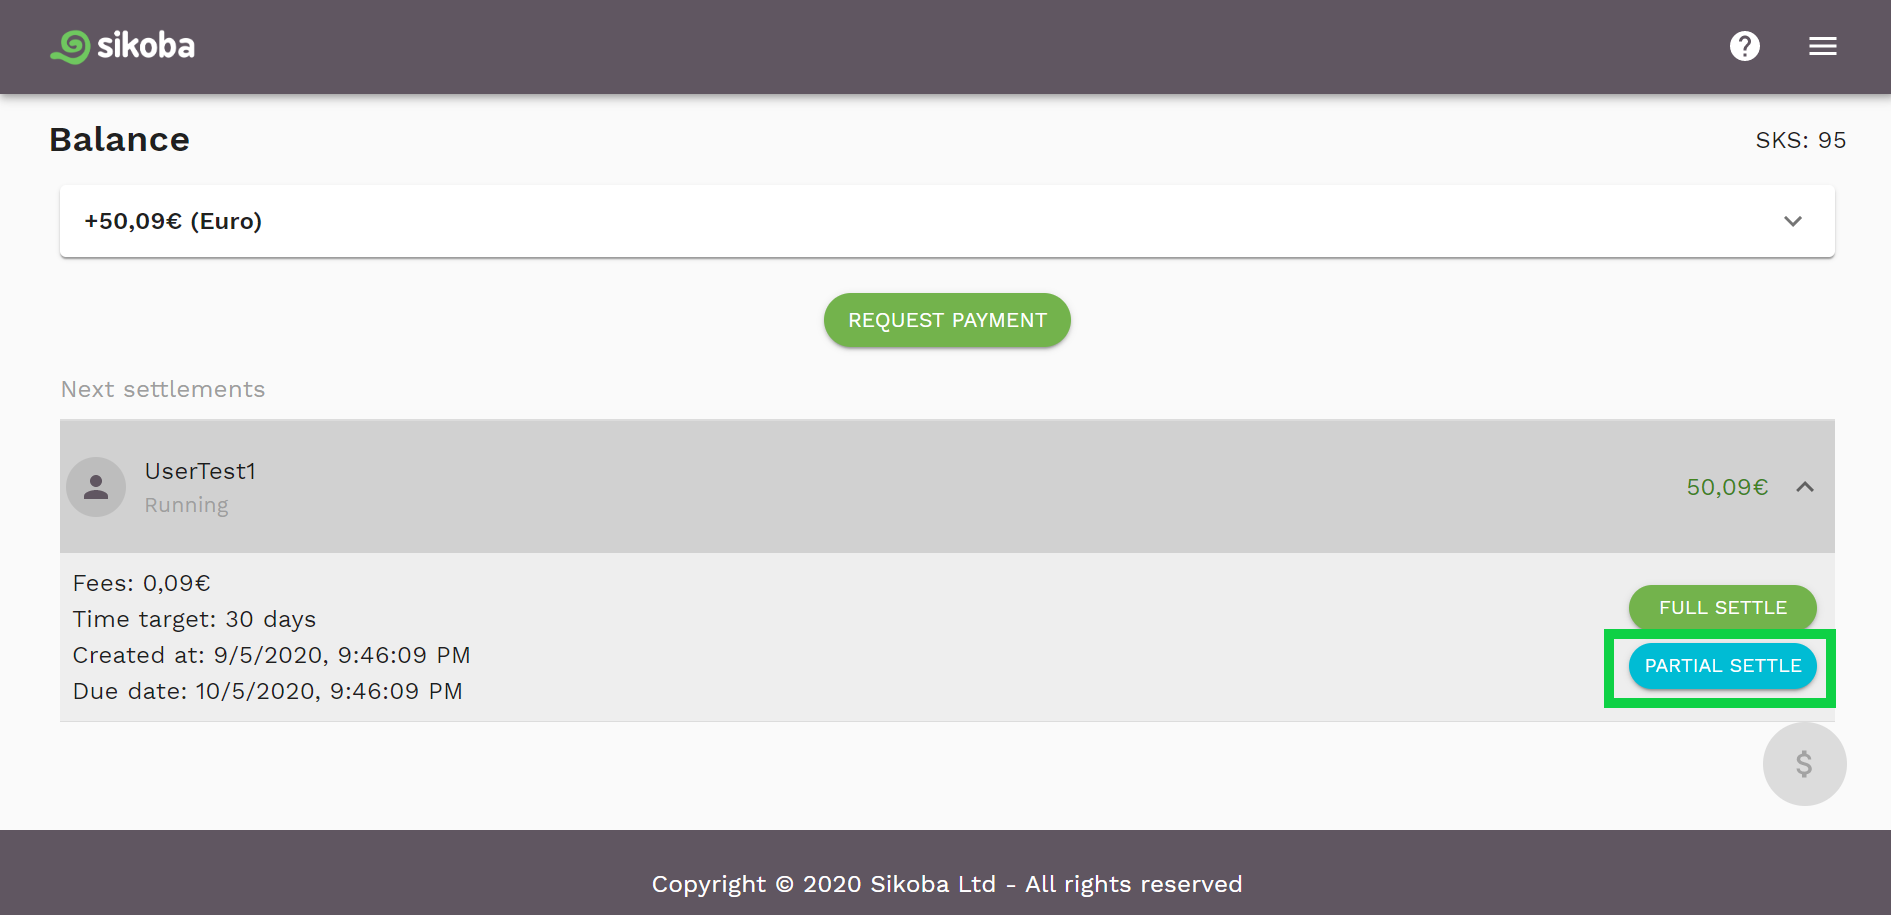 sikoba
Balance
SKS: 95
+50,09€ (Euro)
REQUEST PAYMENT
Next settlements
UserTest1
Running
50,09€
Fees: 0,09€
Time target: 30 days
Created at: 9/5/2020, 9:46:09 PM
Due date: 10/5/2020, 9:46:09 PM
FULL SETTLE
PARTIAL SETTLE
$
Copyright © 2020 Sikoba Ltd - All rights reserved